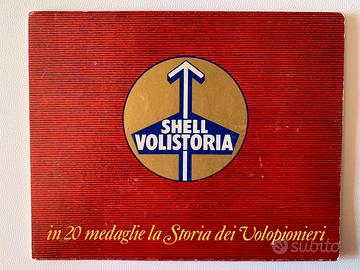 SHELL
VOLISTORIA
in 20 medaglie la Storia dei Volopionieri
subito